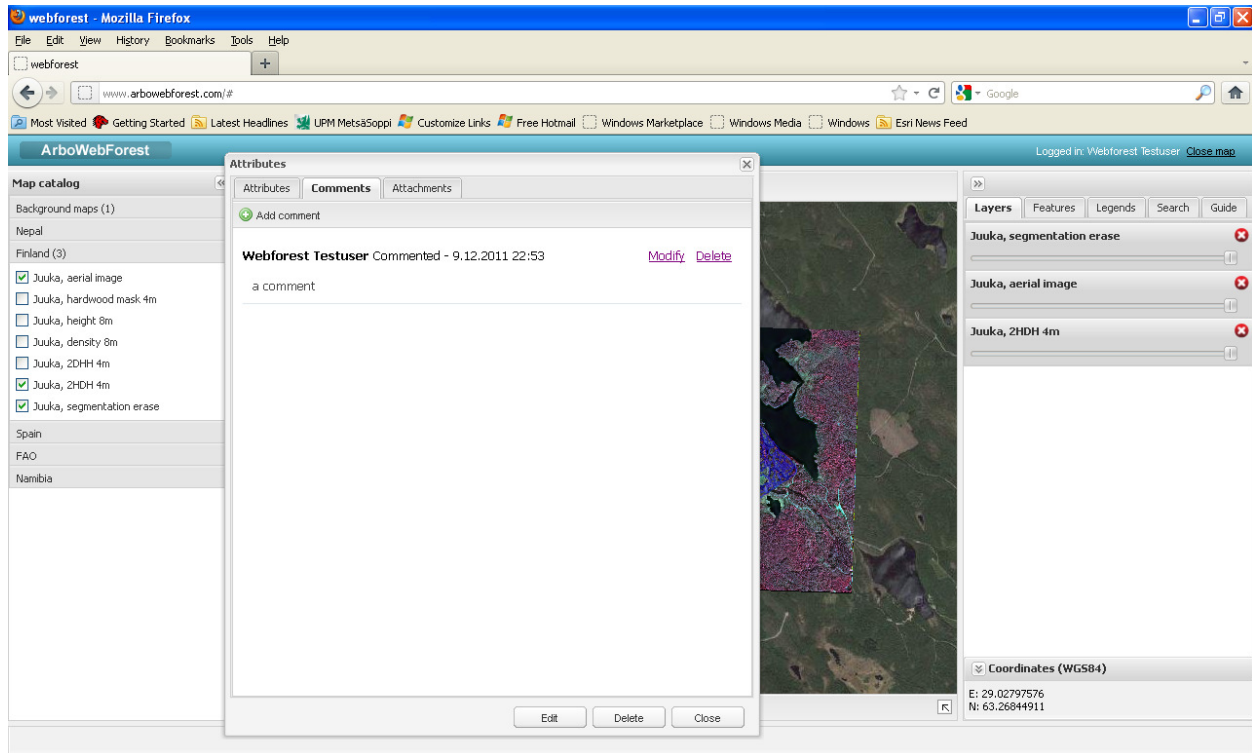 webforest - Mozilla Firefox
File Edit View History Bookmarks Tools Help
webforest
www.arbowebforest.com/#
Google
Most Visited Getting Started Latest Headlines UPM MetsäSoppi Customize Links Free Hotmail Windows Marketplace Windows Media Windows Esri News Feed
ArboWebForest
Logged in: Webforest Testuser Close map
Map catalog
Background maps (1)
Nepal
Finland (3)
Juuka, aerial image
Juuka, hardwood mask 4m
Juuka, height 8m
Juuka, density 8m
Juuka, 2DHH 4m
Juuka, 2HDH 4m
Juuka, segmentation erase
Spain
FAO
Namibia
Attributes
Attributes Comments Attachments
Add comment
Webforest Testuser Commented - 9.12.2011 22:53 Modify Delete
a comment
Edit Delete Close
Layers Features Legends Search Guide
Juuka, segmentation erase
Juuka, aerial image
Juuka, 2HDH 4m
Coordinates (WGS84)
E: 29.02797576
N: 63.26844911